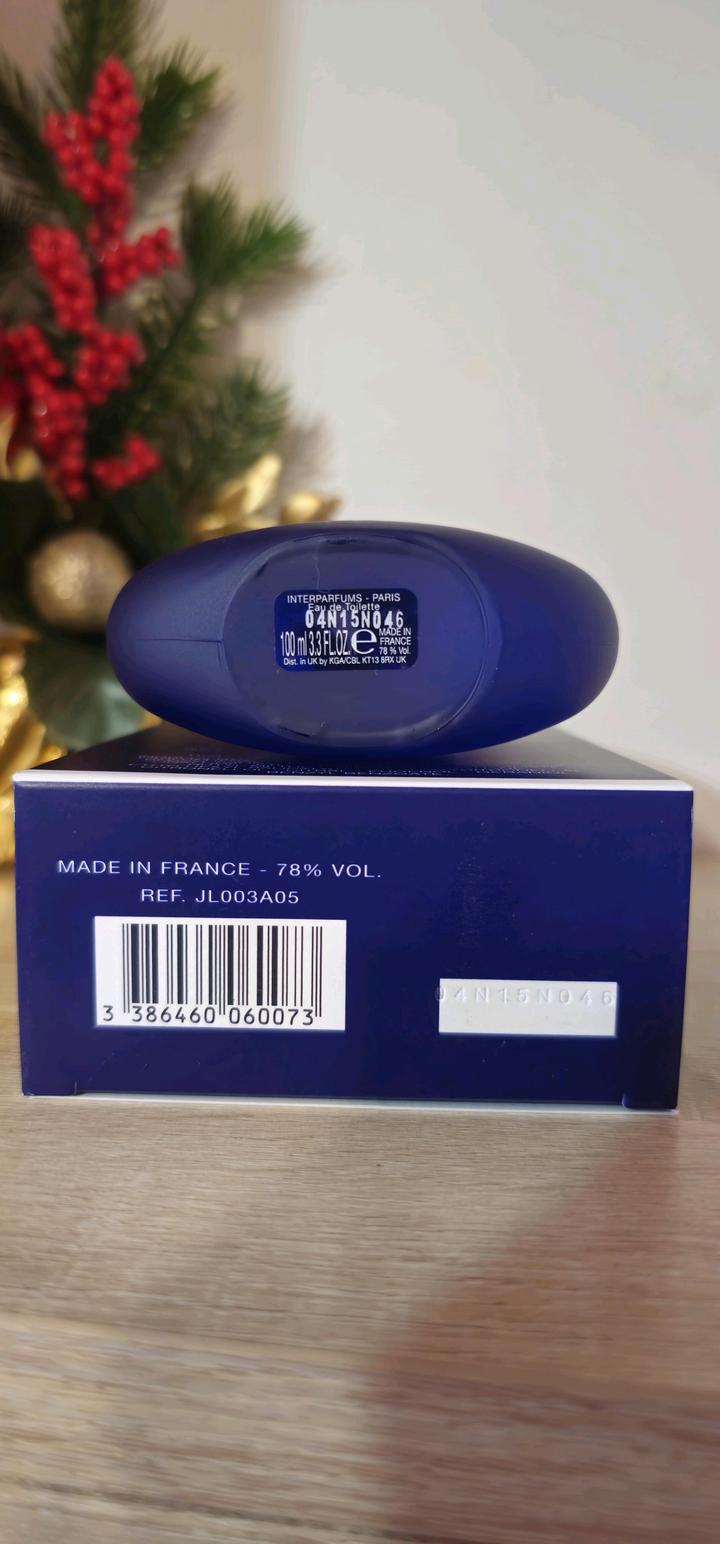 INTERPARFUMS - PARIS
Eau de Toilette
04N15N046
100 ml 3.3 FL.OZ. e MADE IN
FRANCE
78 % Vol.
Dist. in UK by KGA/CBL KT13 8RX UK
MADE IN FRANCE - 78% VOL.
REF. JL003A05
3 386460 060073
04N15N046